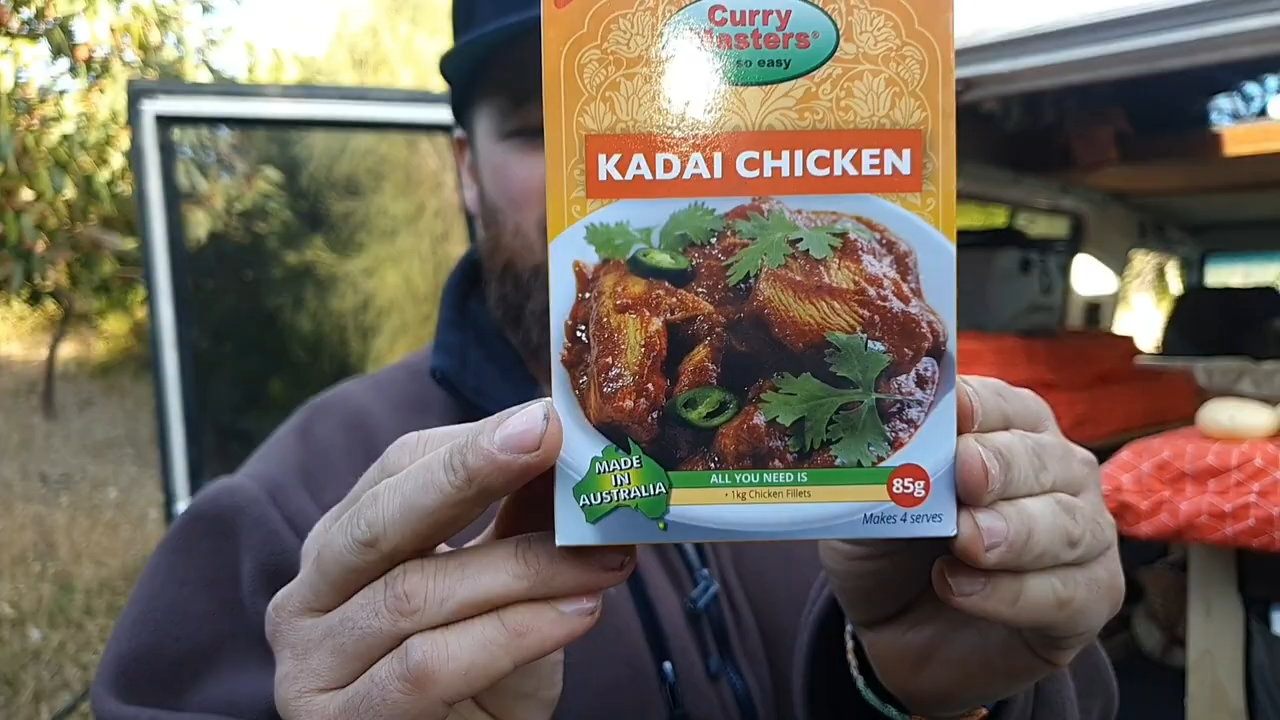 Curry
Masters®
so easy
KADAI CHICKEN
MADE
IN
AUSTRALIA
ALL YOU NEED IS
• 1kg Chicken Fillets
85g
Makes 4 serves